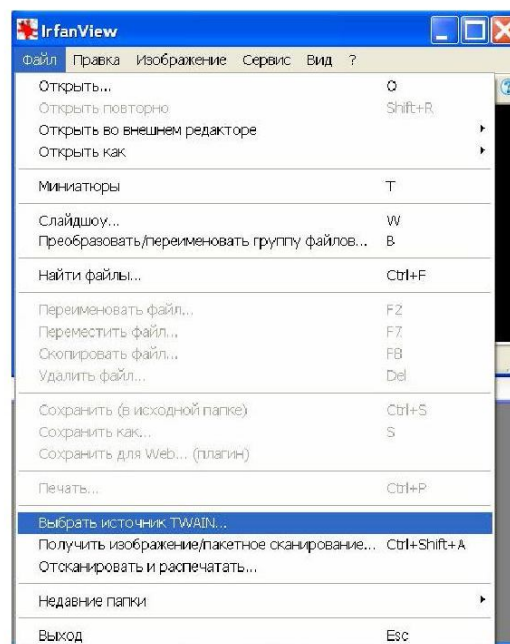 IrfanView
Файл Правка Изображение Сервис Вид ?
Открыть... O
Открыть повторно Shift+R
Открыть во внешнем редакторе
Открыть как
Миниатюры T
Слайдшоу... W
Преобразовать/переименовать группу файлов... B
Найти файлы... Ctrl+F
Переименовать файл... F2
Переместить файл... F7
Скопировать файл... F8
Удалить файл... Del
Сохранить (в исходной папке) Ctrl+S
Сохранить как... S
Сохранить для Web... (плагин)
Печать... Ctrl+P
Выбрать источник TWAIN...
Получить изображение/пакетное сканирование... Ctrl+Shift+A
Отсканировать и распечатать...
Недавние папки
Выход Esc